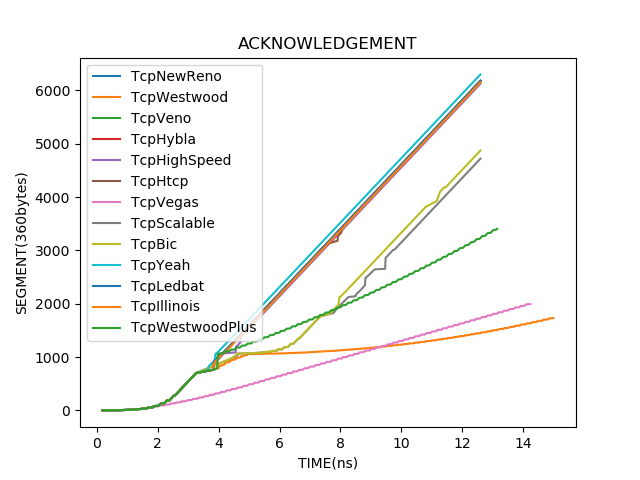 ACKNOWLEDGEMENT
TcpNewReno
TcpWestwood
TcpVeno
TcpHybla
TcpHighSpeed
TcpHtcp
TcpVegas
TcpScalable
TcpBic
TcpYeah
TcpLedbat
TcpIllinois
TcpWestwoodPlus
SEGMENT(360bytes)
6000
5000
4000
3000
2000
1000
0
0 2 4 6 8 10 12 14
TIME(ns)